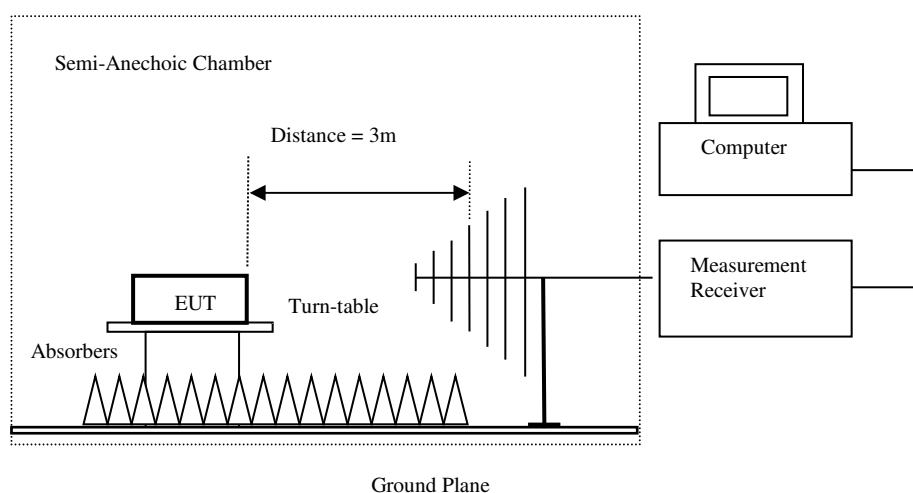 Semi-Anechoic Chamber
Distance = 3m
Computer
Measurement
Receiver
EUT
Turn-table
Absorbers
Ground Plane